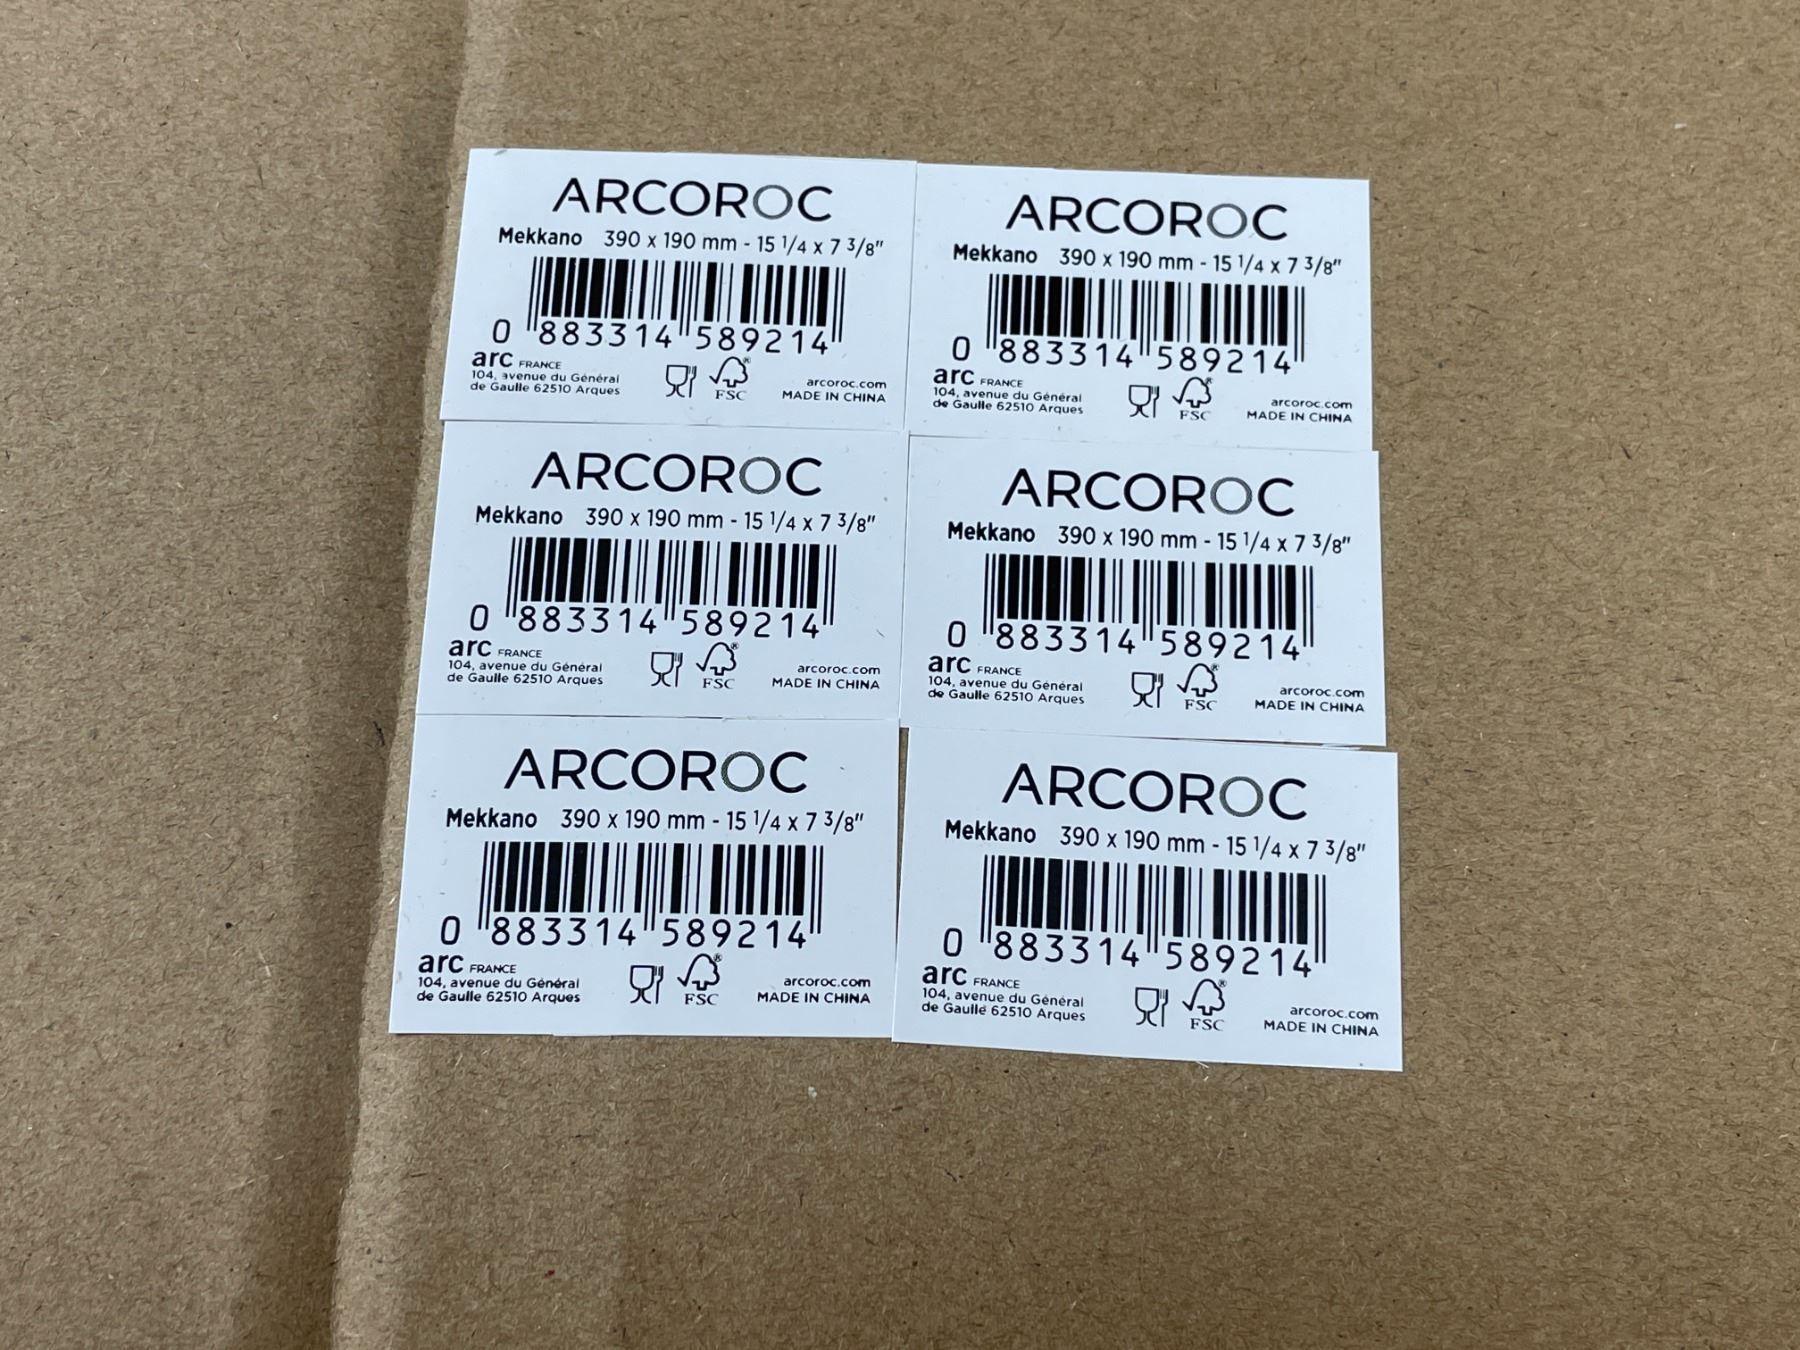 ARCOROC
Mekkano 390 x 190 mm - 15 1/4 x 7 3/8"
0 883314 589214
arc FRANCE
104, avenue du Général
de Gaulle 62510 Arques
FSC®
arcoroc.com
MADE IN CHINA
ARCOROC
Mekkano 390 x 190 mm - 15 1/4 x 7 3/8"
0 883314 589214
arc FRANCE
104, avenue du Général
de Gaulle 62510 Arques
FSC®
arcoroc.com
MADE IN CHINA
ARCOROC
Mekkano 390 x 190 mm - 15 1/4 x 7 3/8"
0 883314 589214
arc FRANCE
104, avenue du Général
de Gaulle 62510 Arques
FSC®
arcoroc.com
MADE IN CHINA
ARCOROC
Mekkano 390 x 190 mm - 15 1/4 x 7 3/8"
0 883314 589214
arc FRANCE
104, avenue du Général
de Gaulle 62510 Arques
FSC®
arcoroc.com
MADE IN CHINA
ARCOROC
Mekkano 390 x 190 mm - 15 1/4 x 7 3/8"
0 883314 589214
arc FRANCE
104, avenue du Général
de Gaulle 62510 Arques
FSC®
arcoroc.com
MADE IN CHINA
ARCOROC
Mekkano 390 x 190 mm - 15 1/4 x 7 3/8"
0 883314 589214
arc FRANCE
104, avenue du Général
de Gaulle 62510 Arques
FSC®
arcoroc.com
MADE IN CHINA